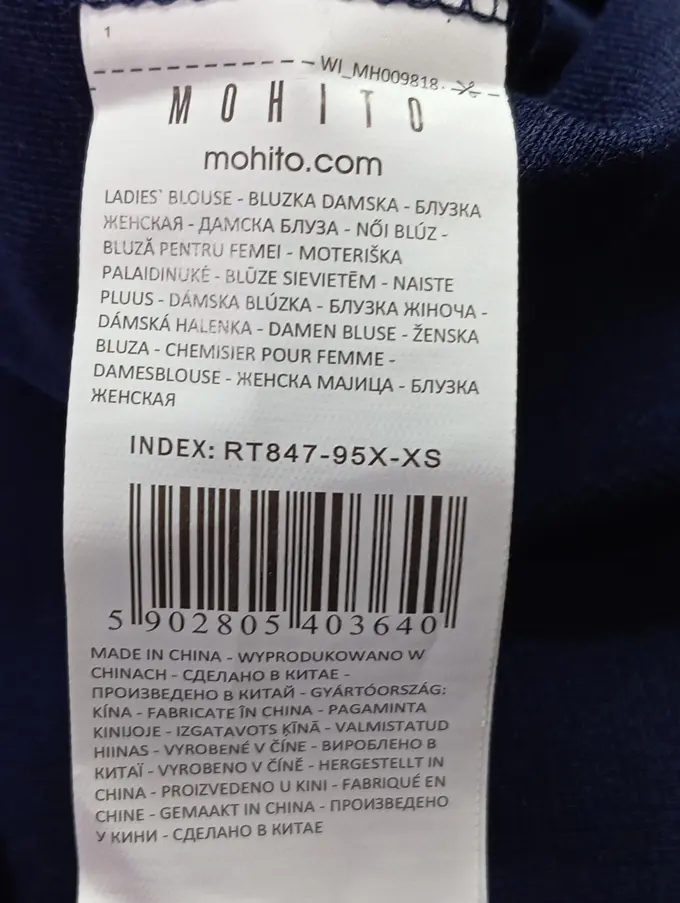 1
WI_MH009818
MOHITO
mohito.com
LADIES' BLOUSE - BLUZKA DAMSKA - БЛУЗКА
ЖЕНСКАЯ - ДАМСКА БЛУЗА - NŐI BLÚZ -
BLUZĂ PENTRU FEMEI - MOTERIŠKA
PALAIDINUKĖ - BLŪZE SIEVIETĒM - NAISTE
PLUUS - DÁMSKA BLÚZKA - БЛУЗКА ЖІНОЧА -
DÁMSKÁ HALENKA - DAMEN BLUSE - ŽENSKA
BLUZA - CHEMISIER POUR FEMME -
DAMESBLOUSE - ЖЕНСКА МАЈИЦА - БЛУЗКА
ЖЕНСКАЯ
INDEX: RT847-95X-XS
5 902805 403640
MADE IN CHINA - WYPRODUKOWANO W
CHINACH - СДЕЛАНО В КИТАЕ -
ПРОИЗВЕДЕНО В КИТАЙ - GYÁRTÓORSZÁG:
KÍNA - FABRICATE ÎN CHINA - PAGAMINTA
KINIJOJE - IZGATAVOTS ĶĪNĀ - VALMISTATUD
HIINAS - VYROBENÉ V ČÍNE - ВИРОБЛЕНО В
КИТАЇ - VYROBENO V ČÍNĚ - HERGESTELLT IN
CHINA - PROIZVEDENO U KINI - FABRIQUÉ EN
CHINE - GEMAAKT IN CHINA - ПРОИЗВЕДЕНО
У КИНИ - СДЕЛАНО В КИТАЕ